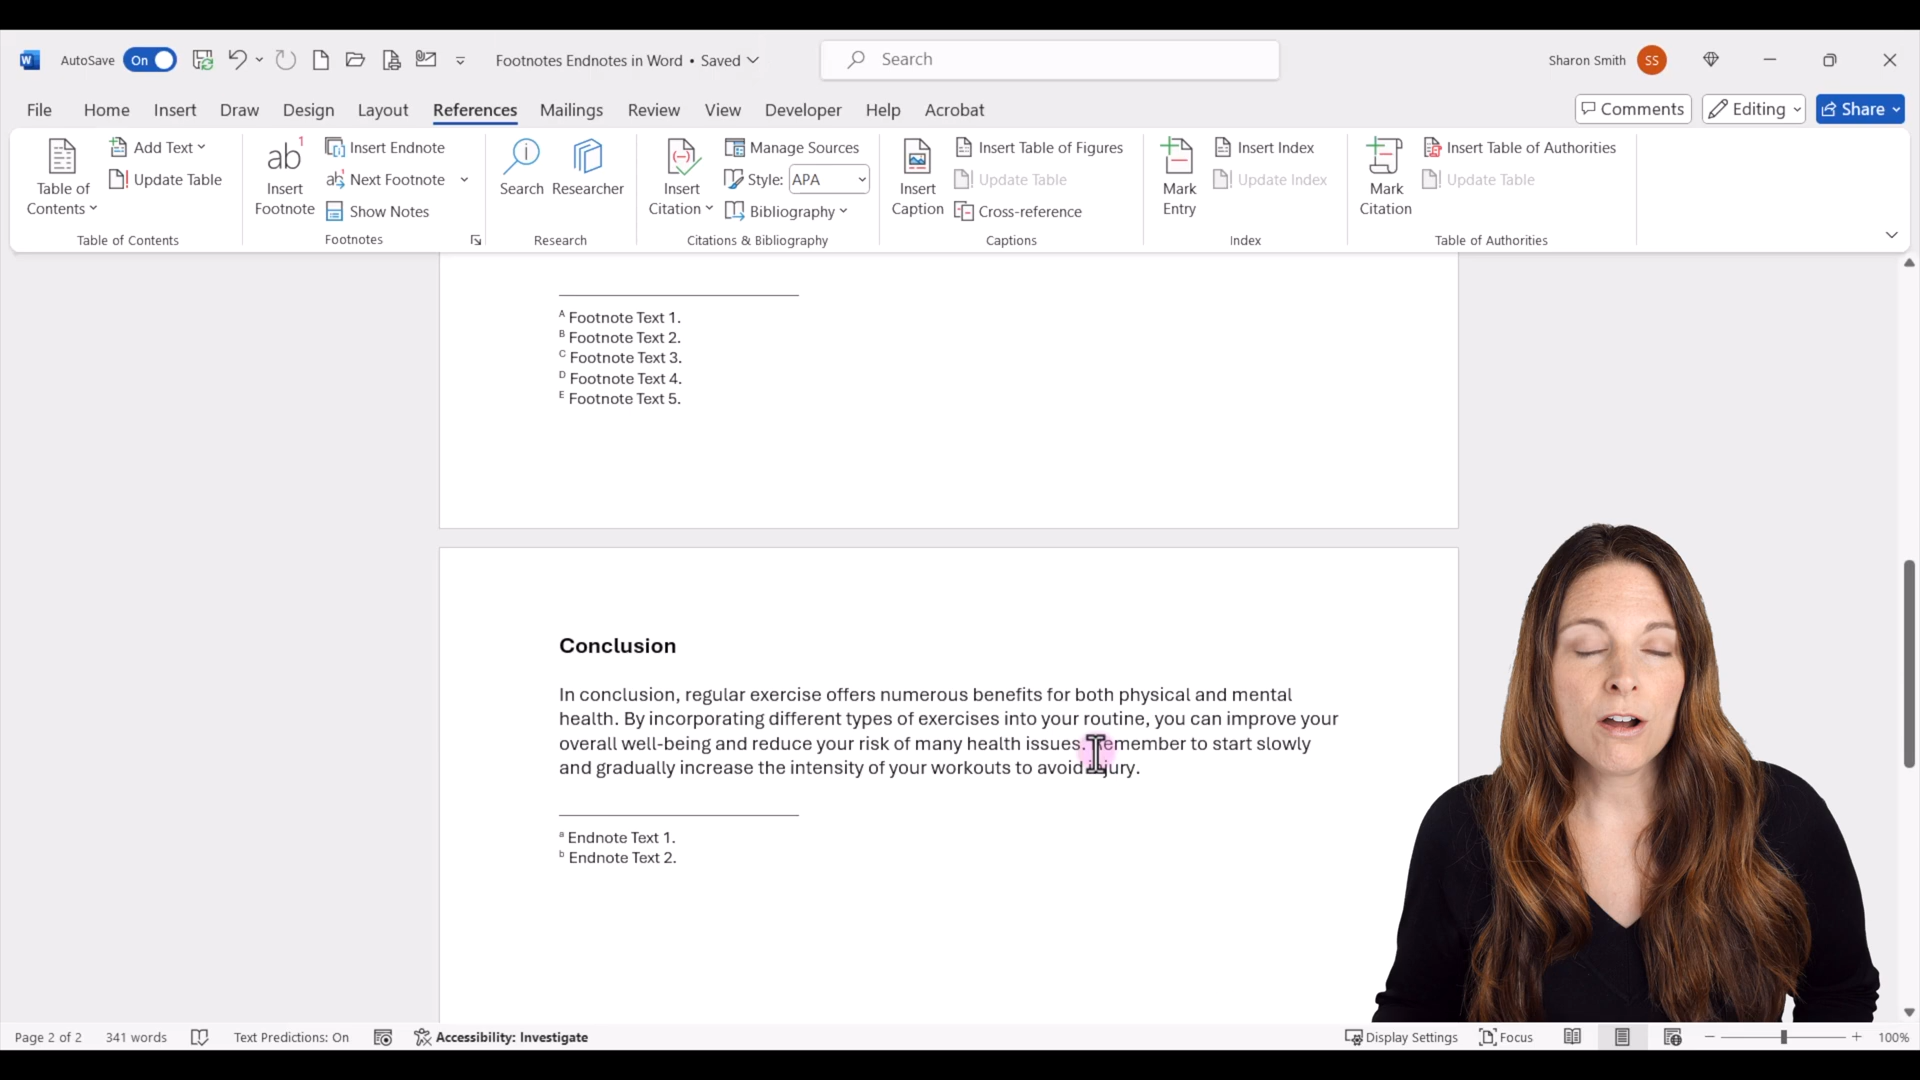 AutoSave On Footnotes Endnotes in Word • Saved Search Sharon Smith SS
File Home Insert Draw Design Layout References Mailings Review View Developer Help Acrobat Comments Editing Share
Table of Contents
Add Text
Update Table
Table of Contents
ab1 Insert Footnote
Insert Endnote
Next Footnote
Show Notes
Footnotes
Search
Researcher
Research
Insert Citation
Manage Sources
Style: APA
Bibliography
Citations & Bibliography
Insert Caption
Insert Table of Figures
Update Table
Cross-reference
Captions
Mark Entry
Insert Index
Update Index
Index
Mark Citation
Insert Table of Authorities
Update Table
Table of Authorities
A Footnote Text 1.
B Footnote Text 2.
C Footnote Text 3.
D Footnote Text 4.
E Footnote Text 5.
Conclusion
In conclusion, regular exercise offers numerous benefits for both physical and mental
health. By incorporating different types of exercises into your routine, you can improve your
overall well-being and reduce your risk of many health issues. Remember to start slowly
and gradually increase the intensity of your workouts to avoid injury.
a Endnote Text 1.
b Endnote Text 2.
Page 2 of 2 341 words Text Predictions: On Accessibility: Investigate Display Settings Focus 100%